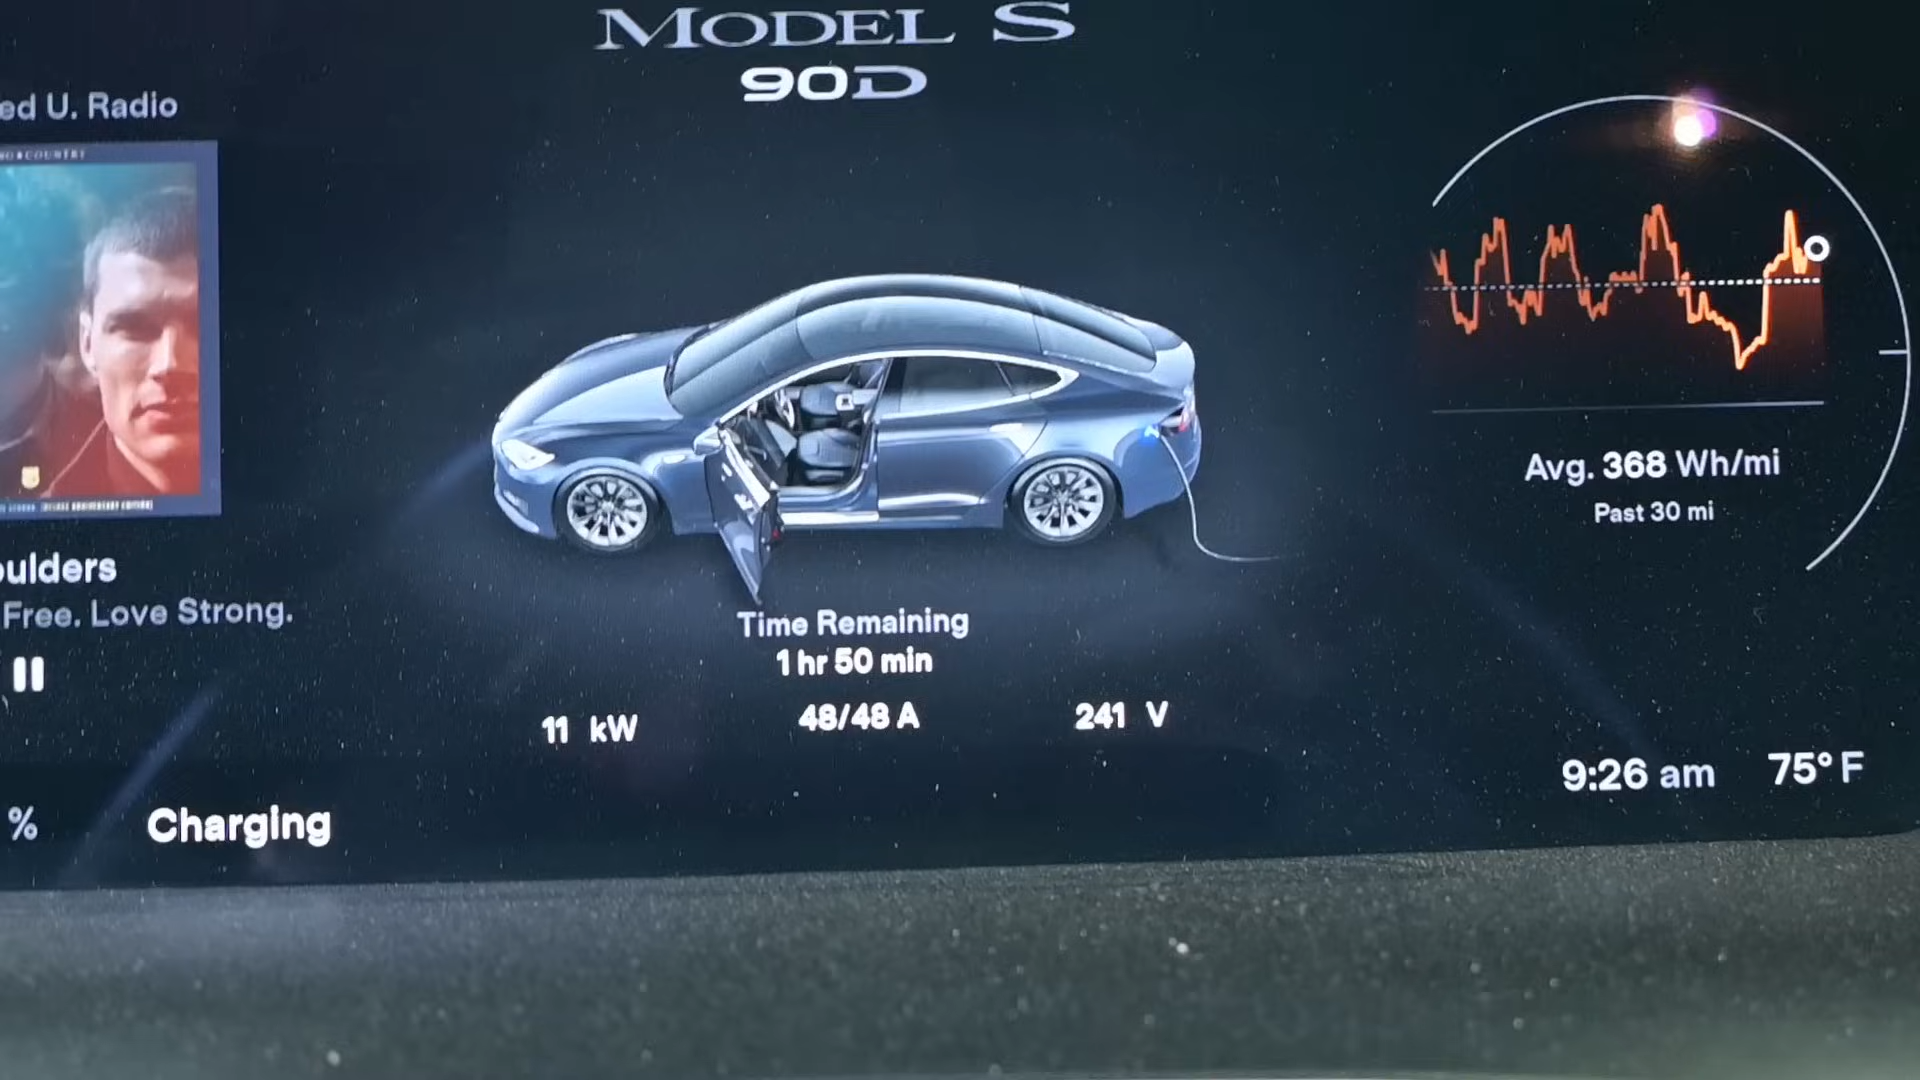 MODEL S
90D
ed U. Radio
&COUNTRY
oulders
Free. Love Strong.
Time Remaining
1 hr 50 min
11 kW
48/48 A
241 V
Avg. 368 Wh/mi
Past 30 mi
9:26 am
75° F
%
Charging